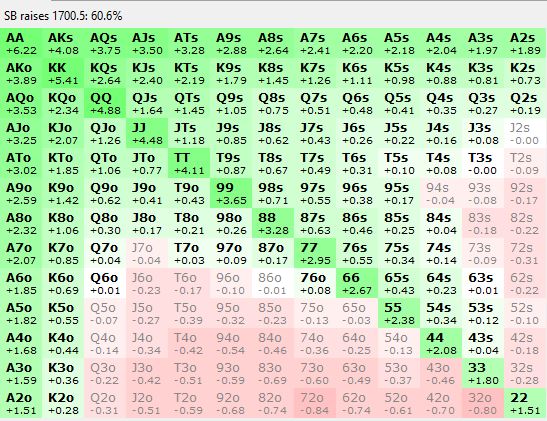 SB raises 1700.5: 60.6%
AA AKs AQs AJs ATs A9s A8s A7s A6s A5s A4s A3s A2s
+6.22 +4.08 +3.75 +3.50 +3.28 +2.88 +2.64 +2.41 +2.20 +2.18 +2.04 +1.97 +1.89
AKo KK KQs KJs KTs K9s K8s K7s K6s K5s K4s K3s K2s
+3.89 +5.41 +2.64 +2.40 +2.19 +1.79 +1.45 +1.26 +1.11 +0.98 +0.88 +0.81 +0.73
AQo KQo QQ QJs QTs Q9s Q8s Q7s Q6s Q5s Q4s Q3s Q2s
+3.53 +2.34 +4.88 +1.64 +1.45 +1.05 +0.75 +0.51 +0.48 +0.41 +0.35 +0.27 +0.19
AJo KJo QJo JJ JTs J9s J8s J7s J6s J5s J4s J3s J2s
+3.25 +2.07 +1.26 +4.48 +1.18 +0.85 +0.62 +0.43 +0.26 +0.22 +0.16 +0.08 -0.00
ATo KTo QTo JTo TT T9s T8s T7s T6s T5s T4s T3s T2s
+3.02 +1.85 +1.06 +0.77 +4.11 +0.87 +0.67 +0.49 +0.31 +0.10 +0.08 -0.00 -0.09
A9o K9o Q9o J9o T9o 99 98s 97s 96s 95s 94s 93s 92s
+2.59 +1.42 +0.62 +0.41 +0.43 +3.65 +0.71 +0.55 +0.38 +0.17 -0.04 -0.08 -0.17
A8o K8o Q8o J8o T8o 98o 88 87s 86s 85s 84s 83s 82s
+2.32 +1.06 +0.30 +0.17 +0.21 +0.26 +3.28 +0.63 +0.46 +0.25 +0.04 -0.18 -0.22
A7o K7o Q7o J7o T7o 97o 87o 77 76s 75s 74s 73s 72s
+2.07 +0.85 +0.04 -0.04 +0.03 +0.09 +0.17 +2.95 +0.55 +0.34 +0.14 -0.09 -0.31
A6o K6o Q6o J6o T6o 96o 86o 76o 66 65s 64s 63s 62s
+1.85 +0.69 +0.01 -0.23 -0.17 -0.10 -0.01 +0.08 +2.67 +0.43 +0.23 +0.01 -0.22
A5o K5o Q5o J5o T5o 95o 85o 75o 65o 55 54s 53s 52s
+1.82 +0.55 -0.07 -0.27 -0.39 -0.32 -0.23 -0.13 -0.03 +2.38 +0.34 +0.12 -0.10
A4o K4o Q4o J4o T4o 94o 84o 74o 64o 54o 44 43s 42s
+1.68 +0.44 -0.14 -0.34 -0.42 -0.54 -0.46 -0.36 -0.25 -0.13 +2.08 +0.04 -0.18
A3o K3o Q3o J3o T3o 93o 83o 73o 63o 53o 43o 33 32s
+1.59 +0.36 -0.22 -0.42 -0.51 -0.59 -0.69 -0.60 -0.49 -0.37 -0.46 +1.80 -0.28
A2o K2o Q2o J2o T2o 92o 82o 72o 62o 52o 42o 32o 22
+1.51 +0.28 -0.31 -0.51 -0.59 -0.68 -0.74 -0.84 -0.74 -0.61 -0.70 -0.80 +1.51